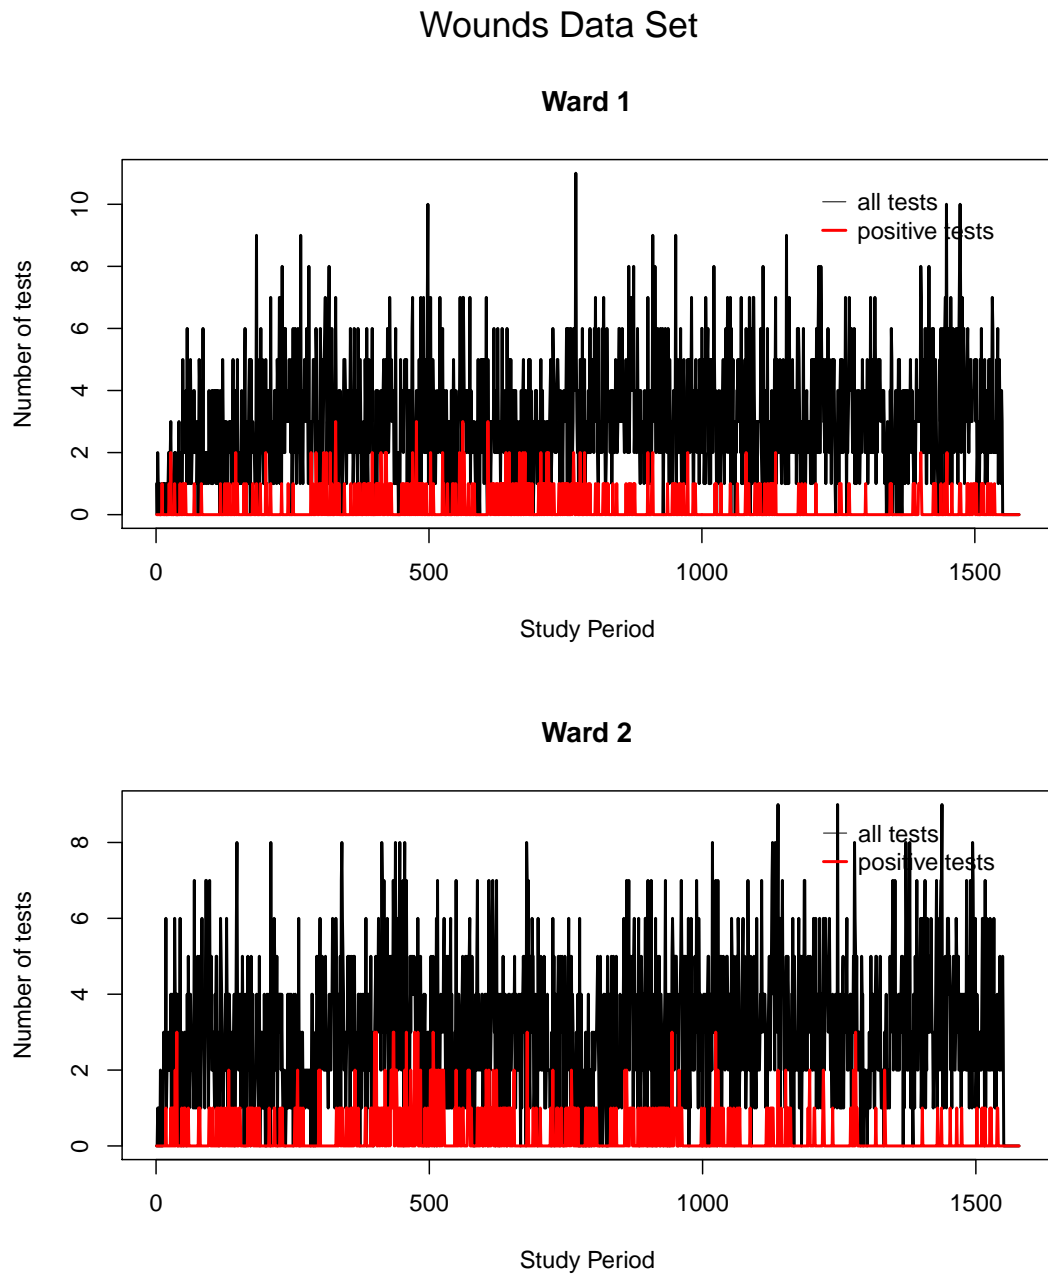 Wounds Data Set
Ward 1
Number of tests
0
2
4
6
8
10
all tests
positive tests
0 500 1000 1500
Study Period
Ward 2
Number of tests
0
2
4
6
8
all tests
positive tests
0 500 1000 1500
Study Period